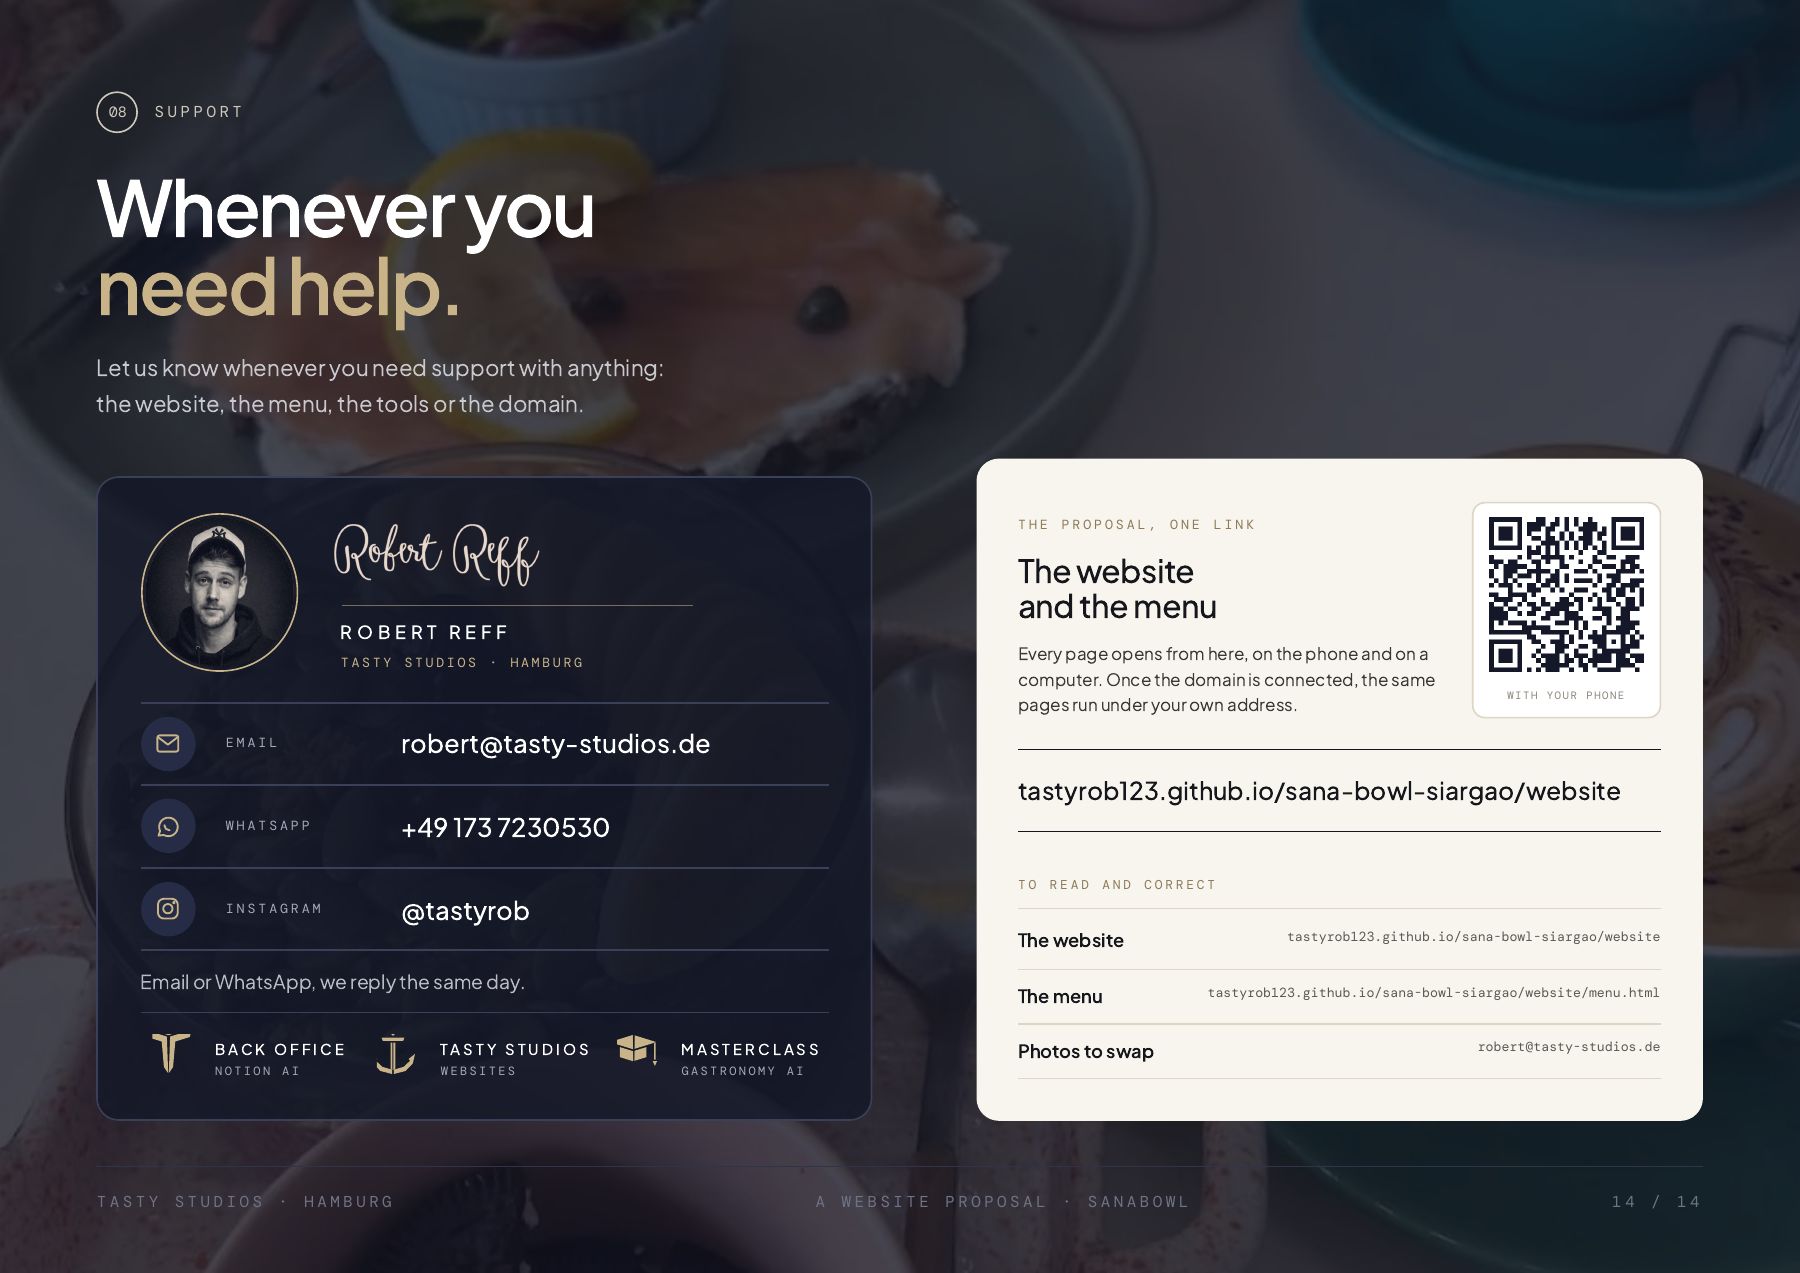 08 SUPPORT
Whenever you
need help.
Let us know whenever you need support with anything:
the website, the menu, the tools or the domain.
Robert Reff
ROBERT REFF
TASTY STUDIOS · HAMBURG
EMAIL robert@tasty-studios.de
WHATSAPP +49 173 7230530
INSTAGRAM @tastyrob
Email or WhatsApp, we reply the same day.
BACK OFFICE
NOTION AI
TASTY STUDIOS
WEBSITES
MASTERCLASS
GASTRONOMY AI
THE PROPOSAL, ONE LINK
The website
and the menu
Every page opens from here, on the phone and on a
computer. Once the domain is connected, the same
pages run under your own address.
WITH YOUR PHONE
tastyrob123.github.io/sana-bowl-siargao/website
TO READ AND CORRECT
The website tastyrob123.github.io/sana-bowl-siargao/website
The menu tastyrob123.github.io/sana-bowl-siargao/website/menu.html
Photos to swap robert@tasty-studios.de
TASTY STUDIOS · HAMBURG
A WEBSITE PROPOSAL · SANABOWL
14 / 14